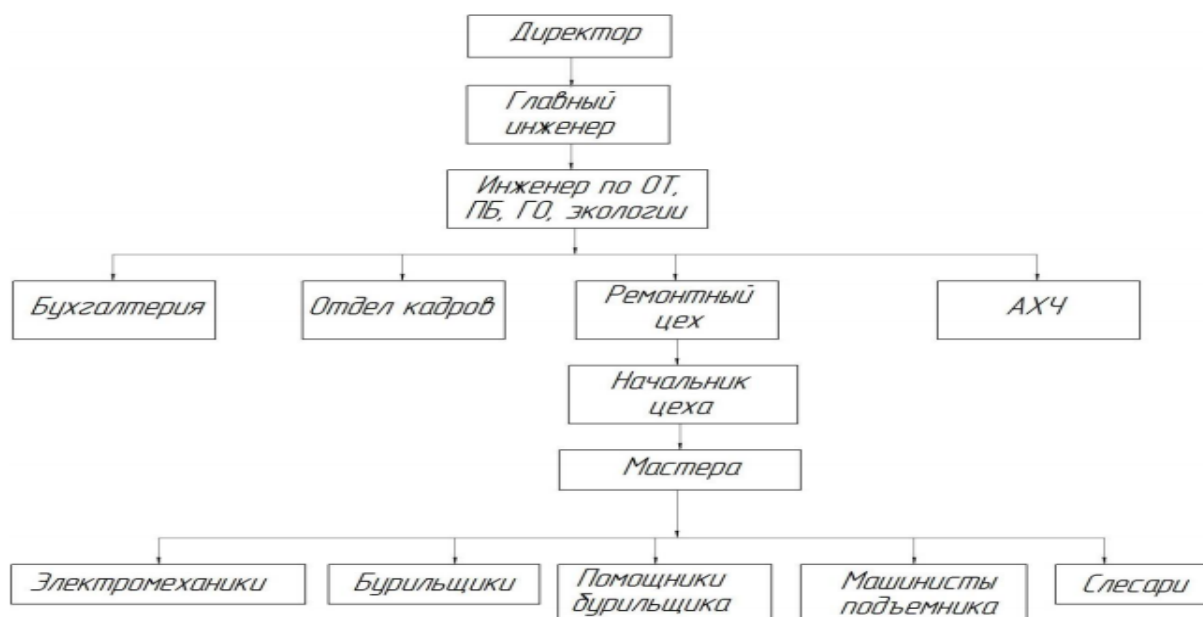 Директор
Главный
инженер
Инженер по ОТ,
ПБ, ГО, экологии
Бухгалтерия
Отдел кадров
Ремонтный
цех
АХЧ
Начальник
цеха
Мастера
Электромеханики
Бурильщики
Помощники
бурильщика
Машинисты
подъемника
Слесари